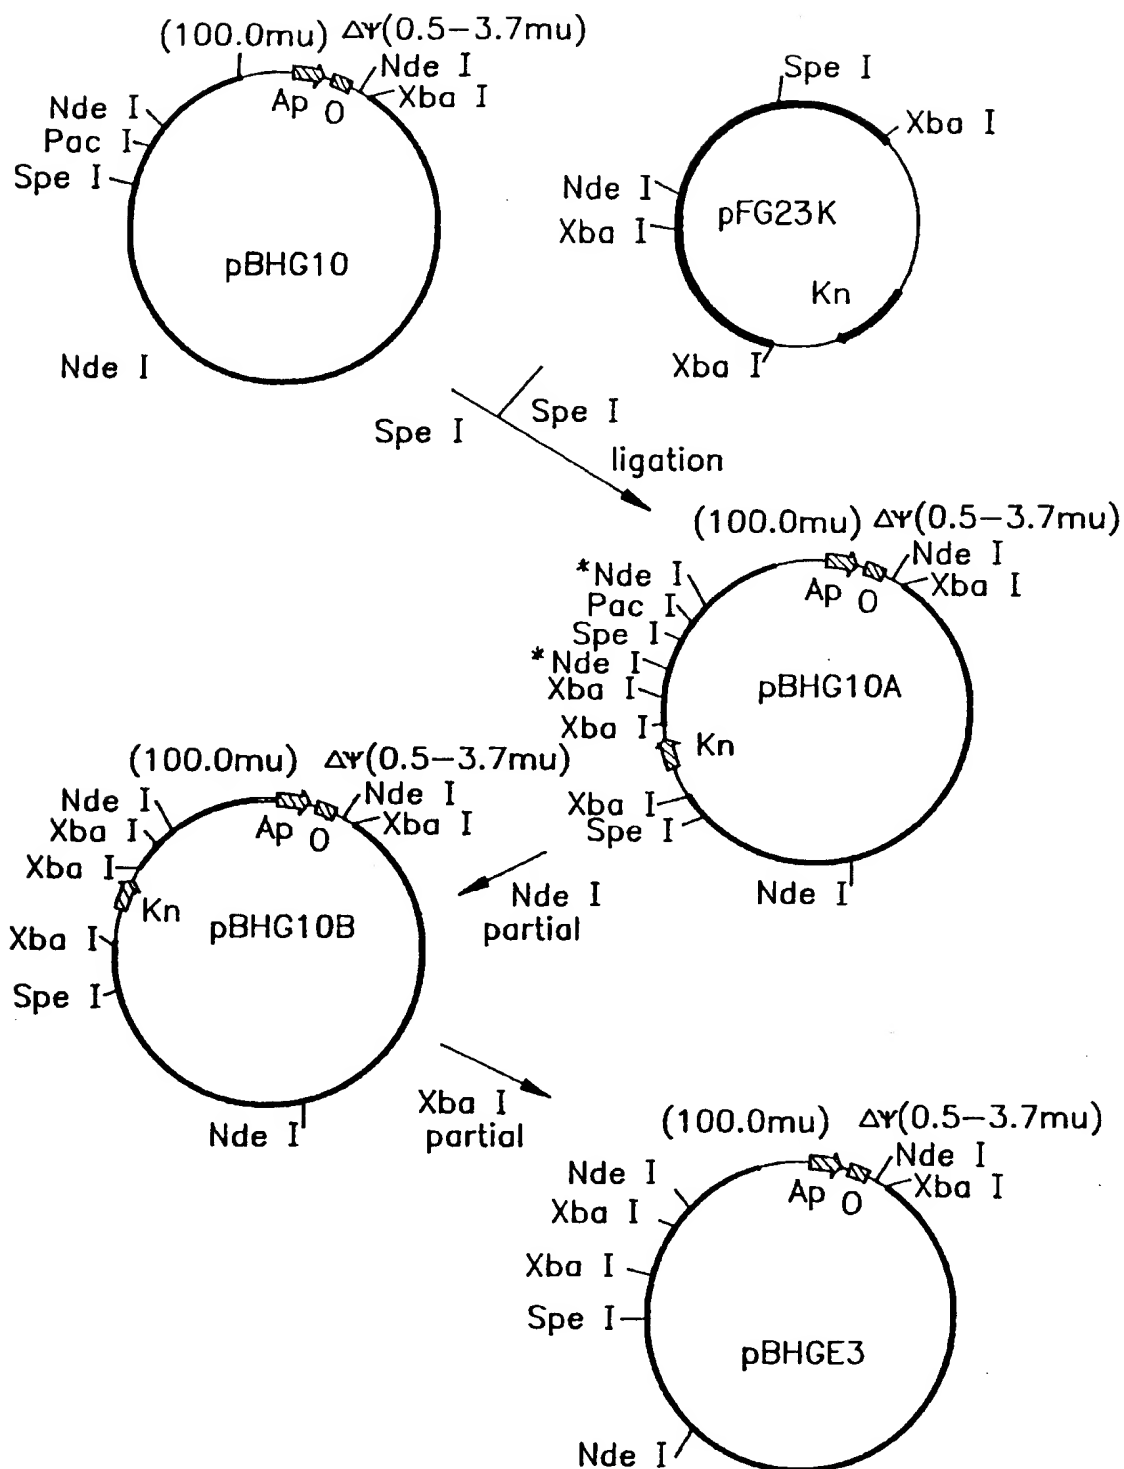 (100.0mu) ΔΨ(0.5-3.7mu)
Nde I
Xba I
Ap O
Nde I
Pac I
Spe I
pBHG10
Nde I
Spe I
Xba I
Nde I
Xba I
pFG23K
Kn
Xba I
Spe I
Spe I
ligation
(100.0mu) ΔΨ(0.5-3.7mu)
Nde I
Xba I
Ap O
*Nde I
Pac I
Spe I
*Nde I
Xba I
Xba I
Kn
pBHG10A
Xba I
Spe I
Nde I
Nde I
partial
(100.0mu) ΔΨ(0.5-3.7mu)
Nde I
Xba I
Ap O
Nde I
Xba I
Xba I
Kn
pBHG10B
Xba I
Spe I
Nde I
Xba I
partial
(100.0mu) ΔΨ(0.5-3.7mu)
Nde I
Xba I
Ap O
Nde I
Xba I
Xba I
Spe I
pBHGE3
Nde I